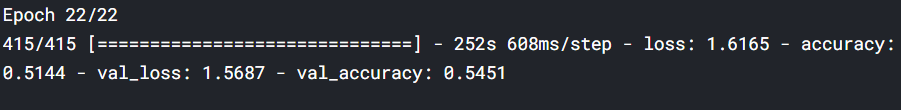 Epoch 22/22
415/415 [==============================] - 252s 608ms/step - loss: 1.6165 - accuracy:
0.5144 - val_loss: 1.5687 - val_accuracy: 0.5451